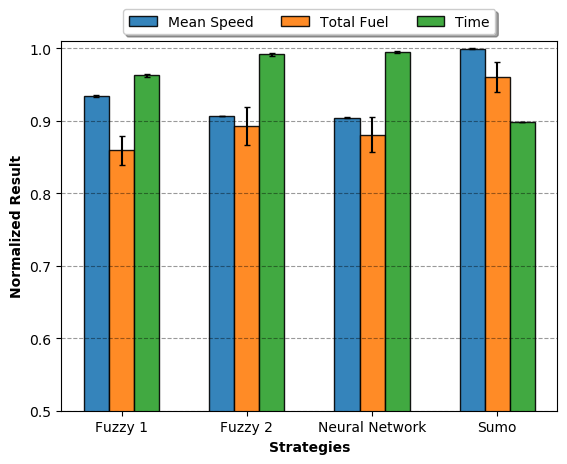 Mean Speed Total Fuel Time
1.0
0.9
0.8
0.7
0.6
0.5
Normalized Result
Fuzzy 1 Fuzzy 2 Neural Network Sumo
Strategies